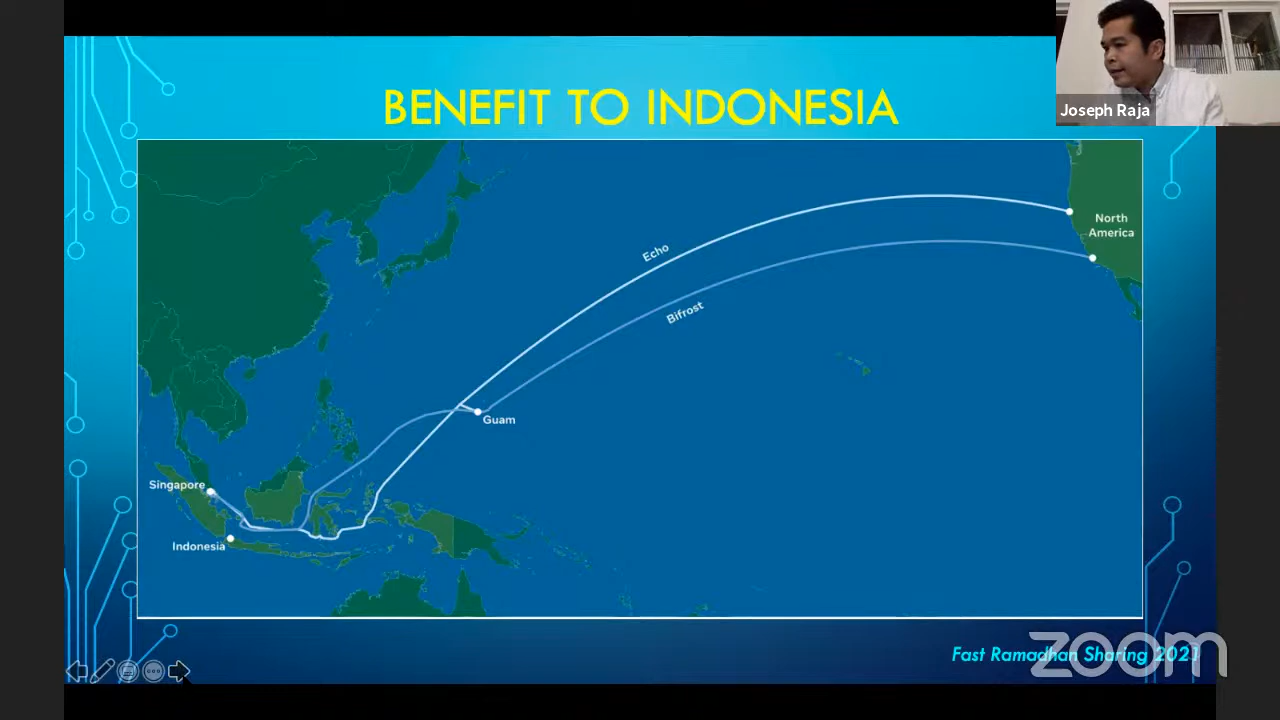 Joseph Raja
BENEFIT TO INDONESIA
North
America
Echo
Bifrost
Guam
Singapore
Indonesia
Fast Ramadhan Sharing 2021
zoom